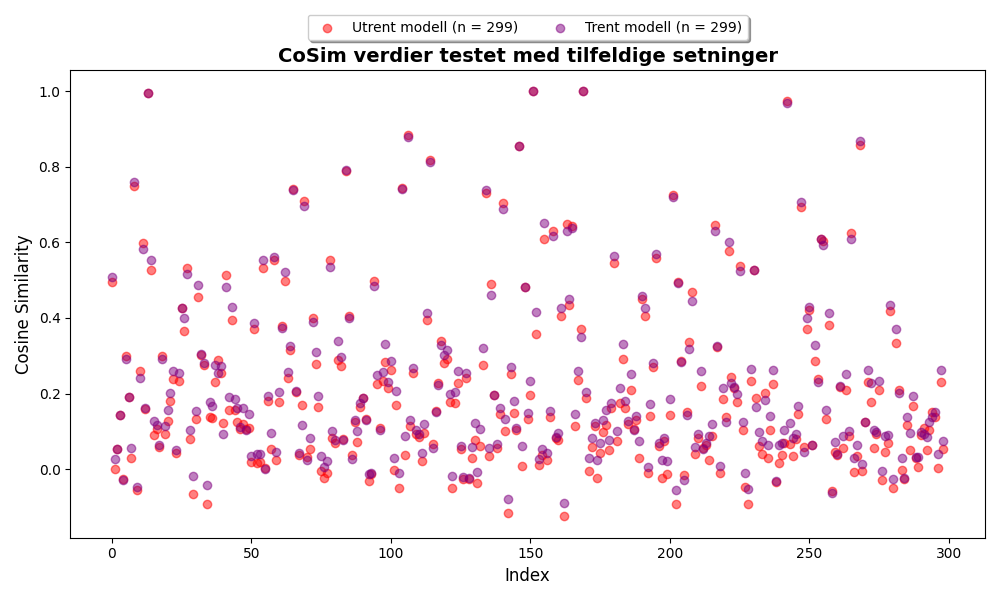 Utrent modell (n = 299) Trent modell (n = 299)
CoSim verdier testet med tilfeldige setninger
1.0
0.8
0.6
0.4
0.2
0.0
Cosine Similarity
0 50 100 150 200 250 300
Index